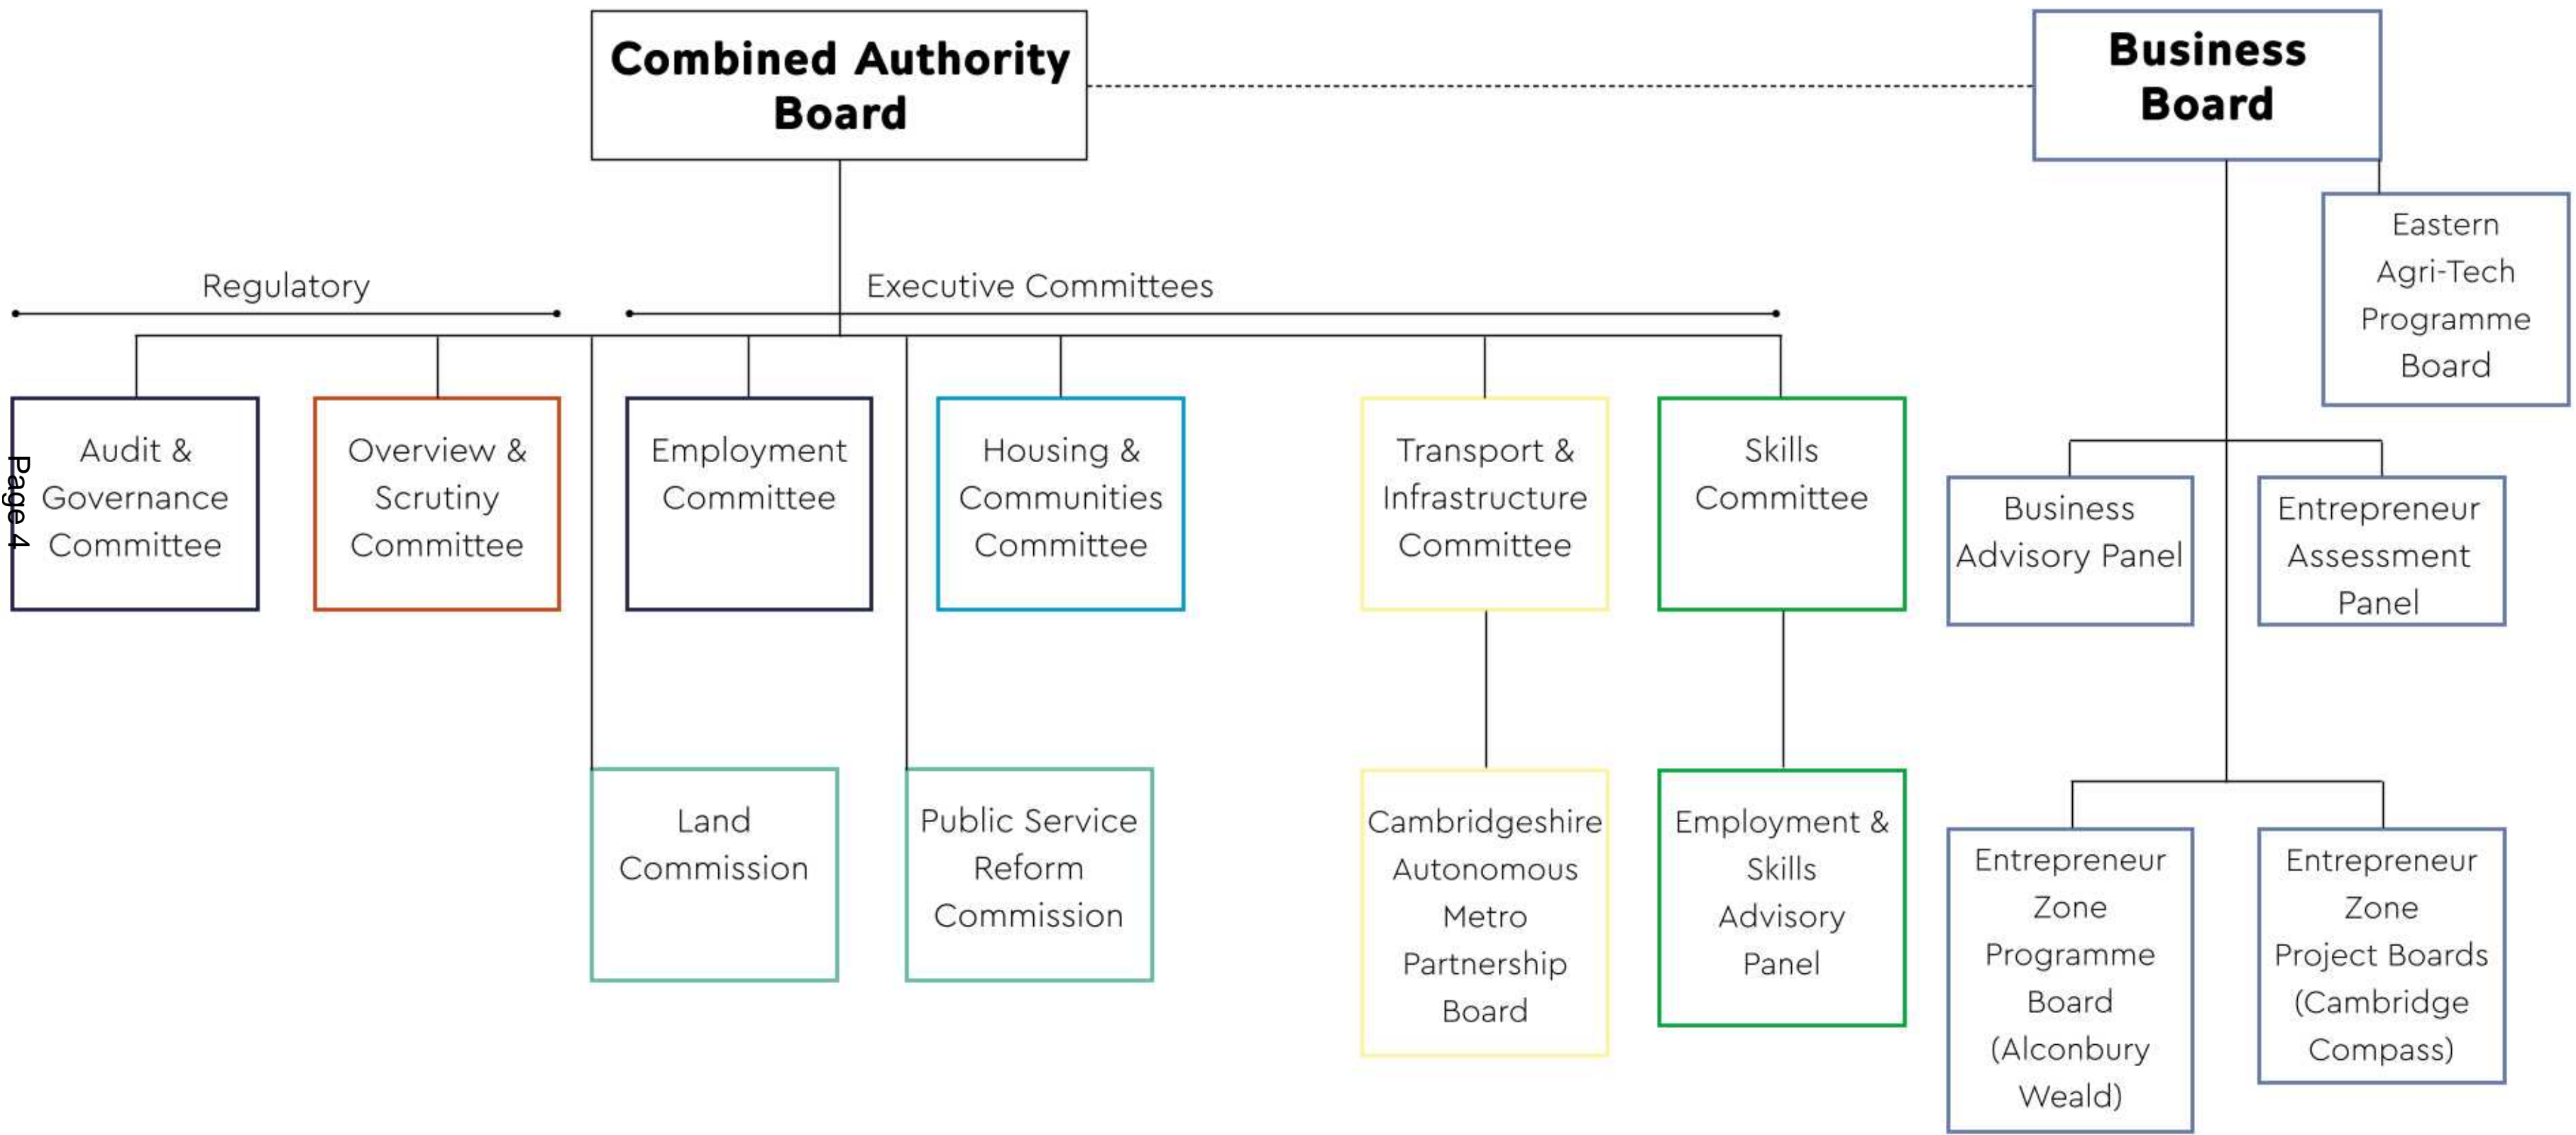 Combined Authority
Board
Business
Board
Eastern
Agri-Tech
Programme
Board
Regulatory
Executive Committees
Audit &
Governance
Committee
Overview &
Scrutiny
Committee
Employment
Committee
Housing &
Communities
Committee
Transport &
Infrastructure
Committee
Skills
Committee
Business
Advisory Panel
Entrepreneur
Assessment
Panel
Page 4
Land
Commission
Public Service
Reform
Commission
Cambridgeshire
Autonomous
Metro
Partnership
Board
Employment &
Skills
Advisory
Panel
Entrepreneur
Zone
Programme
Board
(Alconbury
Weald)
Entrepreneur
Zone
Project Boards
(Cambridge
Compass)